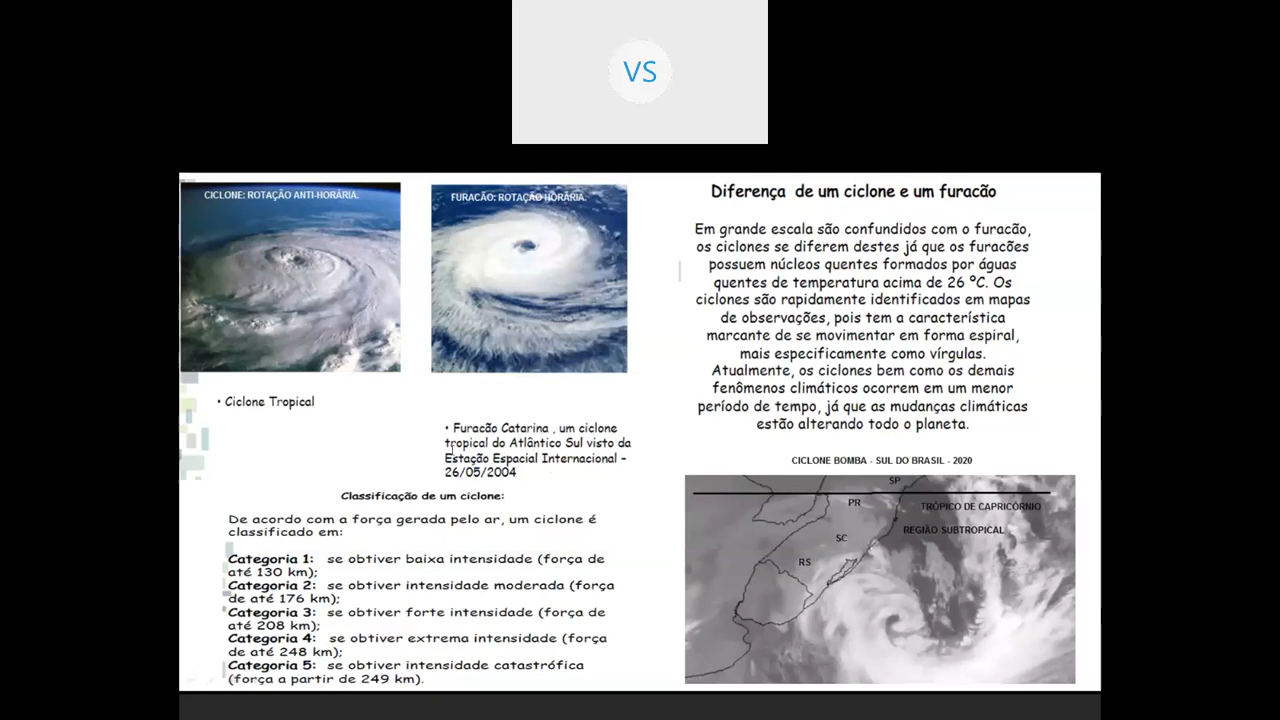 VS
CICLONE: ROTAÇÃO ANTI-HORÁRIA.
FURACÃO: ROTAÇÃO HORÁRIA.
• Ciclone Tropical
• Furacão Catarina , um ciclone
tropical do Atlântico Sul visto da
Estação Espacial Internacional –
26/05/2004
Classificação de um ciclone:
De acordo com a força gerada pelo ar, um ciclone é
classificado em:
Categoria 1: se obtiver baixa intensidade (força de
até 130 km);
Categoria 2: se obtiver intensidade moderada (força
de até 176 km);
Categoria 3: se obtiver forte intensidade (força de
até 208 km);
Categoria 4: se obtiver extrema intensidade (força
de até 248 km);
Categoria 5: se obtiver intensidade catastrófica
(força a partir de 249 km).
Diferença de um ciclone e um furacão
Em grande escala são confundidos com o furacão,
os ciclones se diferem destes já que os furacões
possuem núcleos quentes formados por águas
quentes de temperatura acima de 26 ºC. Os
ciclones são rapidamente identificados em mapas
de observações, pois tem a característica
marcante de se movimentar em forma espiral,
mais especificamente como vírgulas.
Atualmente, os ciclones bem como os demais
fenômenos climáticos ocorrem em um menor
período de tempo, já que as mudanças climáticas
estão alterando todo o planeta.
CICLONE BOMBA - SUL DO BRASIL - 2020
SP
PR
TRÓPICO DE CAPRICÓRNIO
REGIÃO SUBTROPICAL
SC
RS